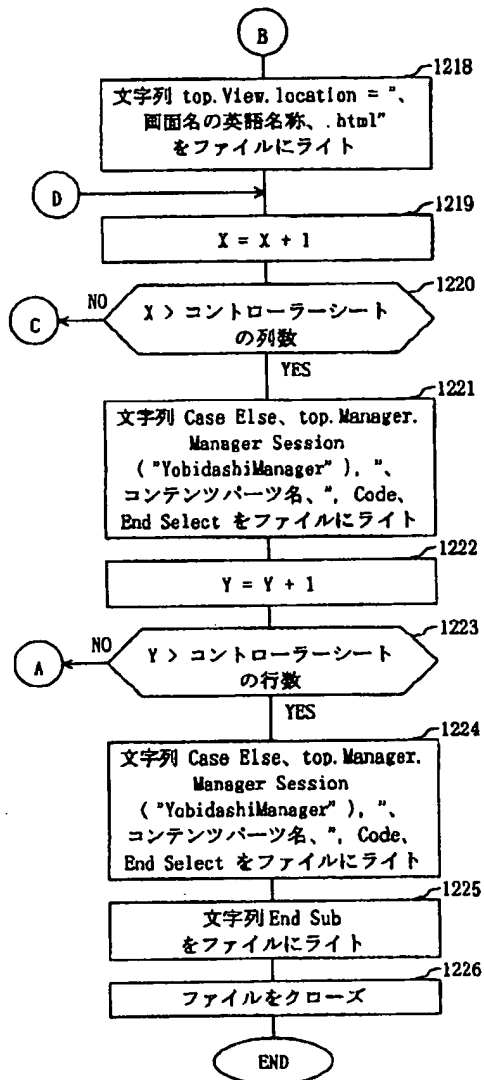 B
1218
文字列 top.View.location = "、
画面名の英語名称、.html"
をファイルにライト
D
1219
X = X + 1
1220
NO
X > コントローラーシート
の列数
C
YES
1221
文字列 Case Else、top.Manager.
Manager Session
( "YobidashiManager" ), "、
コンテンツパーツ名、", Code、
End Select をファイルにライト
1222
Y = Y + 1
1223
NO
Y > コントローラーシート
の行数
A
YES
1224
文字列 Case Else、top.Manager.
Manager Session
( "YobidashiManager" ), "、
コンテンツパーツ名、", Code、
End Select をファイルにライト
1225
文字列 End Sub
をファイルにライト
1226
ファイルをクローズ
END